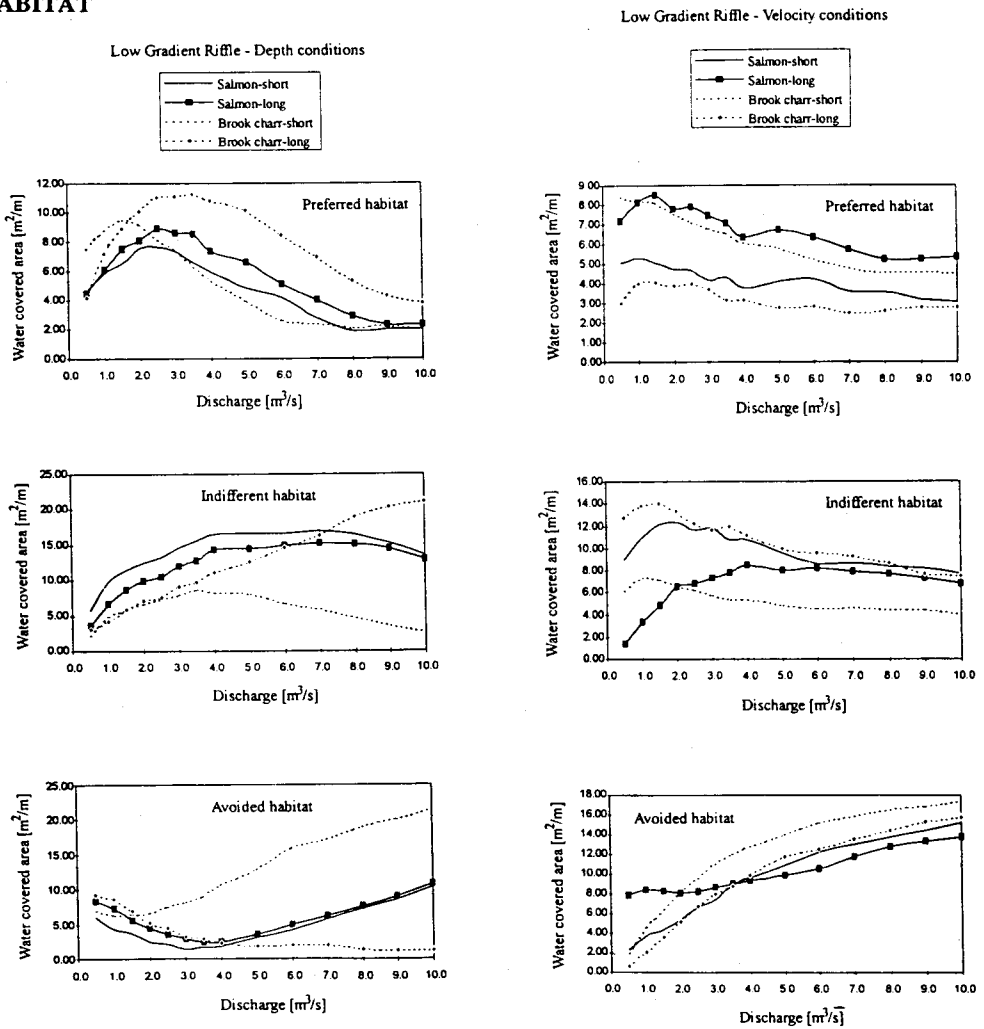 ABITAT
Low Gradient Riffle - Depth conditions
Salmon-short
Salmon-long
Brook charr-short
Brook charr-long
12.00
10.00
8.00
6.00
4.00
2.00
0.00
Water covered area [m²/m]
Preferred habitat
0.0 1.0 2.0 3.0 4.0 5.0 6.0 7.0 8.0 9.0 10.0
Discharge [m³/s]
25.00
20.00
15.00
10.00
5.00
0.00
Water covered area [m²/m]
Indifferent habitat
0.0 1.0 2.0 3.0 4.0 5.0 6.0 7.0 8.0 9.0 10.0
Discharge [m³/s]
25.00
20.00
15.00
10.00
5.00
0.00
Water covered area [m²/m]
Avoided habitat
0.0 1.0 2.0 3.0 4.0 5.0 6.0 7.0 8.0 9.0 10.0
Discharge [m³/s]
Low Gradient Riffle - Velocity conditions
Salmon-short
Salmon-long
Brook charr-short
Brook charr-long
9.00
8.00
7.00
6.00
5.00
4.00
3.00
2.00
1.00
0.00
Water covered area [m²/m]
Preferred habitat
0.0 1.0 2.0 3.0 4.0 5.0 6.0 7.0 8.0 9.0 10.0
Discharge [m³/s]
16.00
14.00
12.00
10.00
8.00
6.00
4.00
2.00
0.00
Water covered area [m²/m]
Indifferent habitat
0.0 1.0 2.0 3.0 4.0 5.0 6.0 7.0 8.0 9.0 10.0
Discharge [m³/s]
18.00
16.00
14.00
12.00
10.00
8.00
6.00
4.00
2.00
0.00
Water covered area [m²/m]
Avoided habitat
0.0 1.0 2.0 3.0 4.0 5.0 6.0 7.0 8.0 9.0 10.0
Discharge [m³/s]